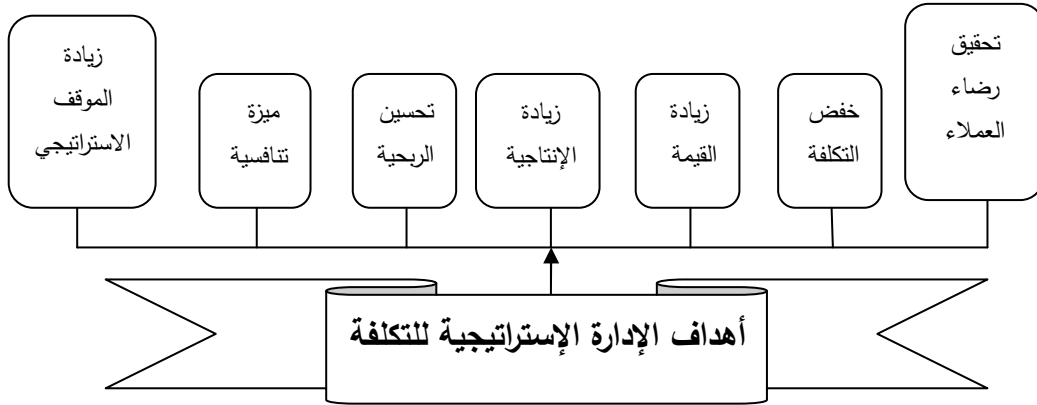 تحقيق
رضاء
العملاء
خفض
التكلفة
زيادة
القيمة
زيادة
الإنتاجية
تحسين
الربحية
ميزة
تنافسية
زيادة
الموقف
الاستراتيجي
أهداف الإدارة الإستراتيجية للتكلفة